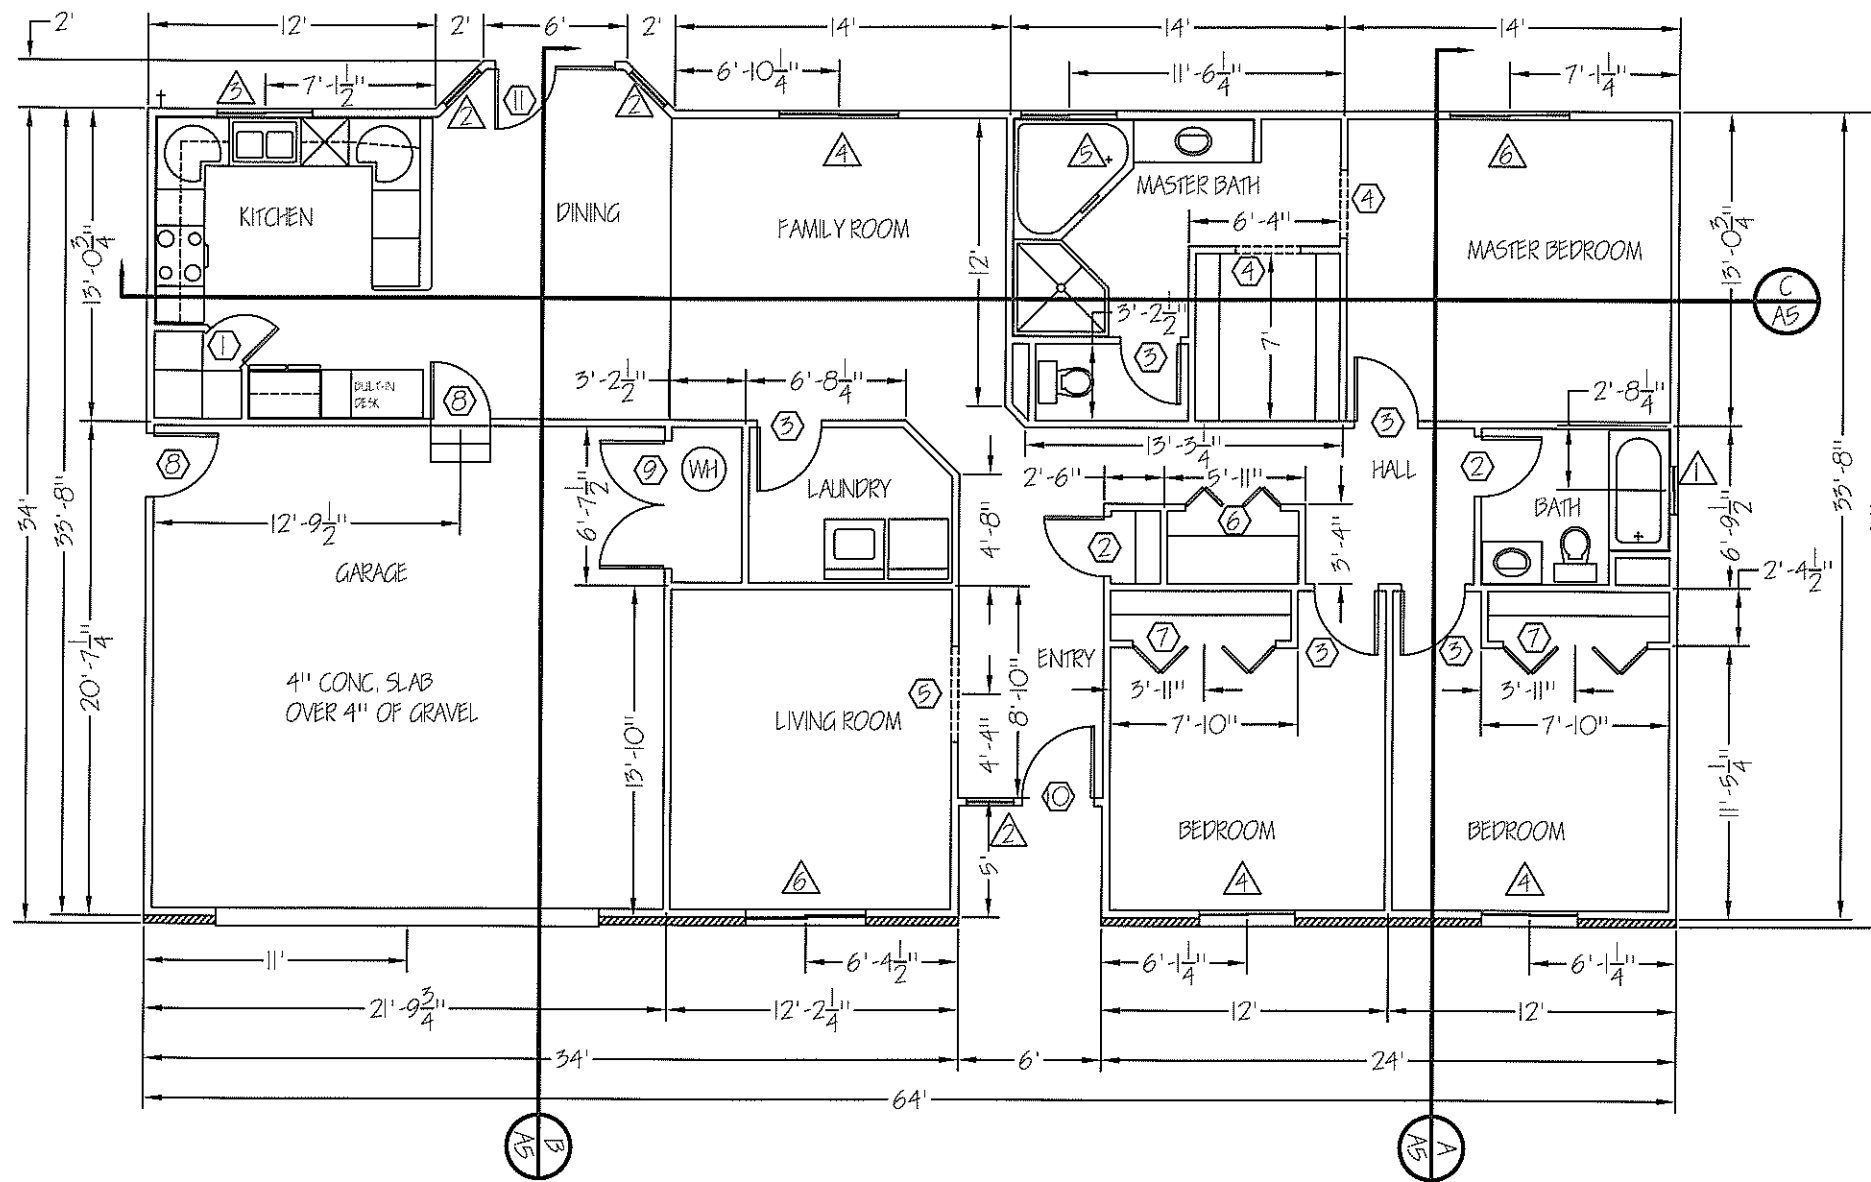 2' 12' 2' 6' 2' 14' 14' 14'
7'-1 1/2" 6'-10 1/4" 11'-6 1/4" 7'-1 1/4"
3 2 11 2 4 5 6
MASTER BATH
4
KITCHEN DINING FAMILY ROOM 6'-4" MASTER BEDROOM
13'-0 3/4" 12' 4 13'-0 3/4"
C
A5
3'-2 1/2"
1 3 7'
BUILT-IN
DESK
8 3'-2 1/2" 6'-8 1/4" 2'-8 1/4"
3 3
13'-3 1/4"
8 9 WH 2'-6" 5'-11" HALL 2 1
LAUNDRY BATH
34' 33'-8" 12'-9 1/2" 6'-7 1/2" 4'-8" 6 3'-4" 6'-9 1/2" 33'-8"
2
GARAGE 2'-4 1/2"
20'-7 1/4"
7 3 3 7
ENTRY
4" CONC. SLAB
OVER 4" OF GRAVEL
5 3'-11" 3'-11"
LIVING ROOM 8'-10" 7'-10" 7'-10"
13'-10" 4'-4" 11'-5 1/4"
10
2 BEDROOM BEDROOM
5'
6 4 4
11' 6'-4 1/2" 6'-1 1/4" 6'-1 1/4"
21'-9 3/4" 12'-2 1/4" 12' 12'
34' 6' 24'
64'
B
A5
A
A5